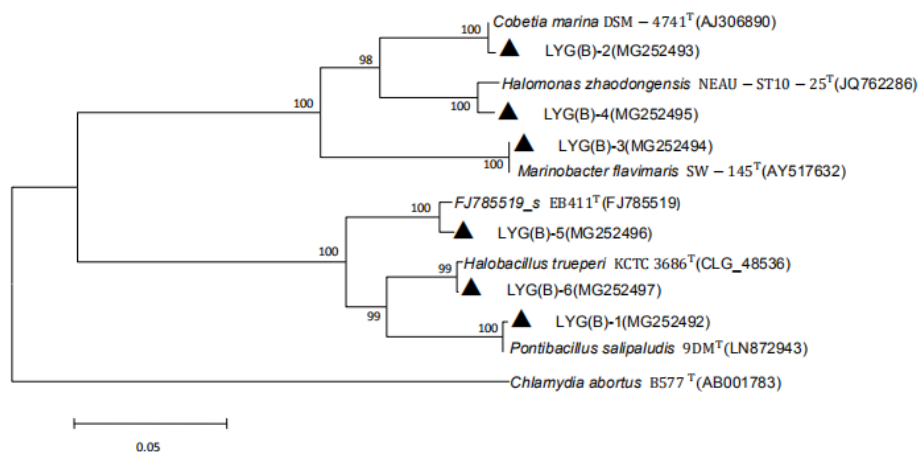 Cobetia marina DSM – 4741ᵀ(AJ306890)
100
LYG(B)-2(MG252493)
98
Halomonas zhaodongensis NEAU – ST10 – 25ᵀ(JQ762286)
100
LYG(B)-4(MG252495)
100
LYG(B)-3(MG252494)
100
Marinobacter flavimaris SW – 145ᵀ(AY517632)
FJ785519_s EB411ᵀ(FJ785519)
100
LYG(B)-5(MG252496)
100
Halobacillus trueperi KCTC 3686ᵀ(CLG_48536)
99
LYG(B)-6(MG252497)
99
LYG(B)-1(MG252492)
100
Pontibacillus salipaludis 9DMᵀ(LN872943)
Chlamydia abortus B577 ᵀ(AB001783)
0.05